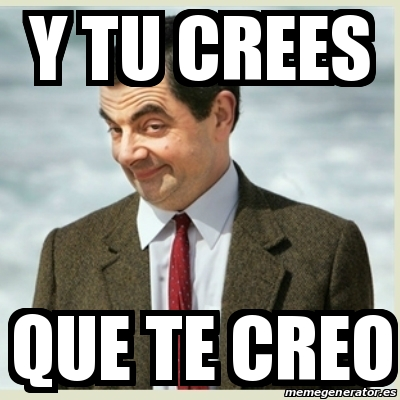 Y TU CREES
QUE TE CREO
memegenerator.es